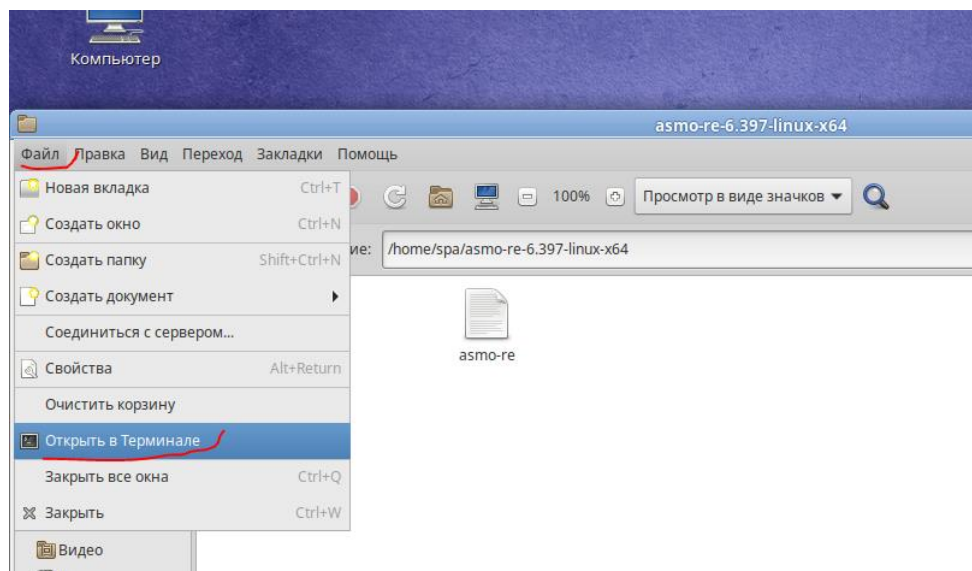 Компьютер
asmo-re-6.397-linux-x64
Файл Правка Вид Переход Закладки Помощь
Новая вкладка Ctrl+T
100% Просмотр в виде значков
Создать окно Ctrl+N
ие: /home/spa/asmo-re-6.397-linux-x64
Создать папку Shift+Ctrl+N
Создать документ
Соединиться с сервером...
asmo-re
Свойства Alt+Return
Очистить корзину
Открыть в Терминале
Закрыть все окна Ctrl+Q
Закрыть Ctrl+W
Видео